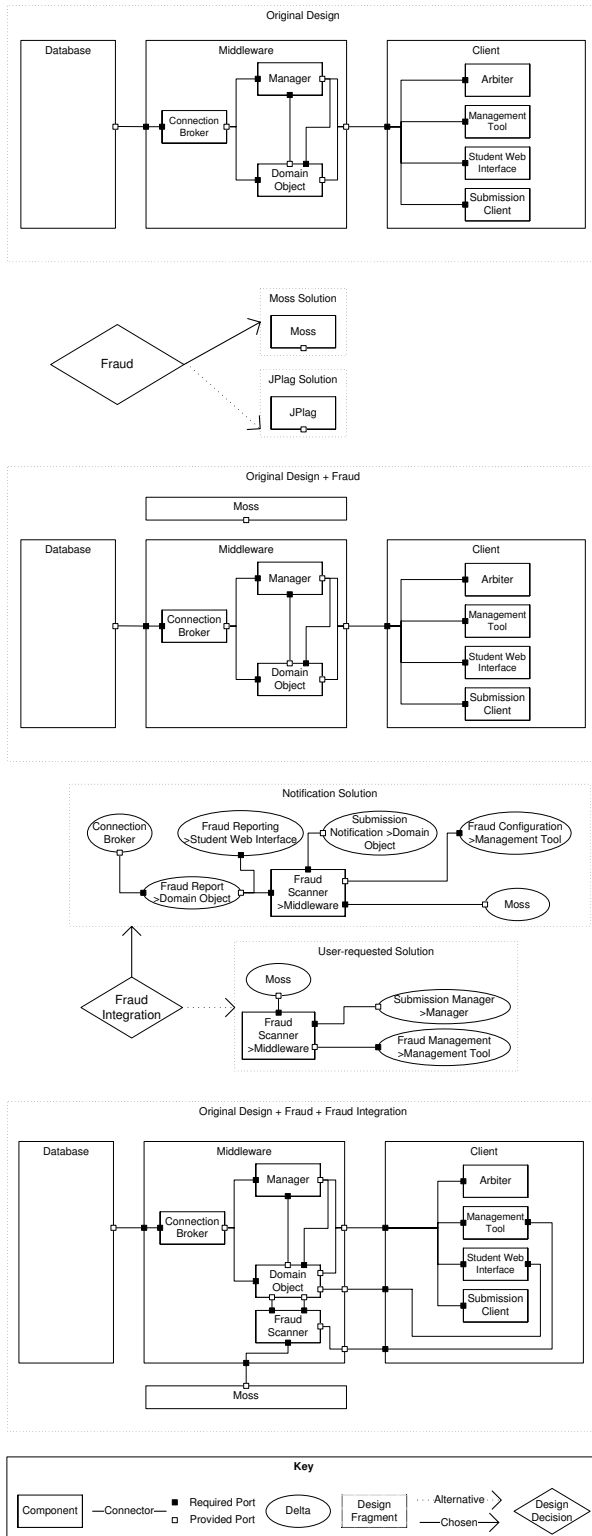 Original Design
Database
Middleware
Client
Manager
Connection
Broker
Domain
Object
Arbiter
Management
Tool
Student Web
Interface
Submission
Client
Fraud
Moss Solution
Moss
JPlag Solution
JPlag
Original Design + Fraud
Moss
Database
Middleware
Client
Manager
Connection
Broker
Domain
Object
Arbiter
Management
Tool
Student Web
Interface
Submission
Client
Notification Solution
Connection
Broker
Fraud Reporting
>Student Web Interface
Submission
Notification >Domain
Object
Fraud Configuration
>Management Tool
Fraud Report
>Domain Object
Fraud
Scanner
>Middleware
Moss
Fraud
Integration
User-requested Solution
Moss
Fraud
Scanner
>Middleware
Submission Manager
>Manager
Fraud Management
>Management Tool
Original Design + Fraud + Fraud Integration
Database
Middleware
Client
Manager
Connection
Broker
Domain
Object
Fraud
Scanner
Arbiter
Management
Tool
Student Web
Interface
Submission
Client
Moss
Key
Component
Connector
Required Port
Provided Port
Delta
Design
Fragment
Alternative
Chosen
Design
Decision